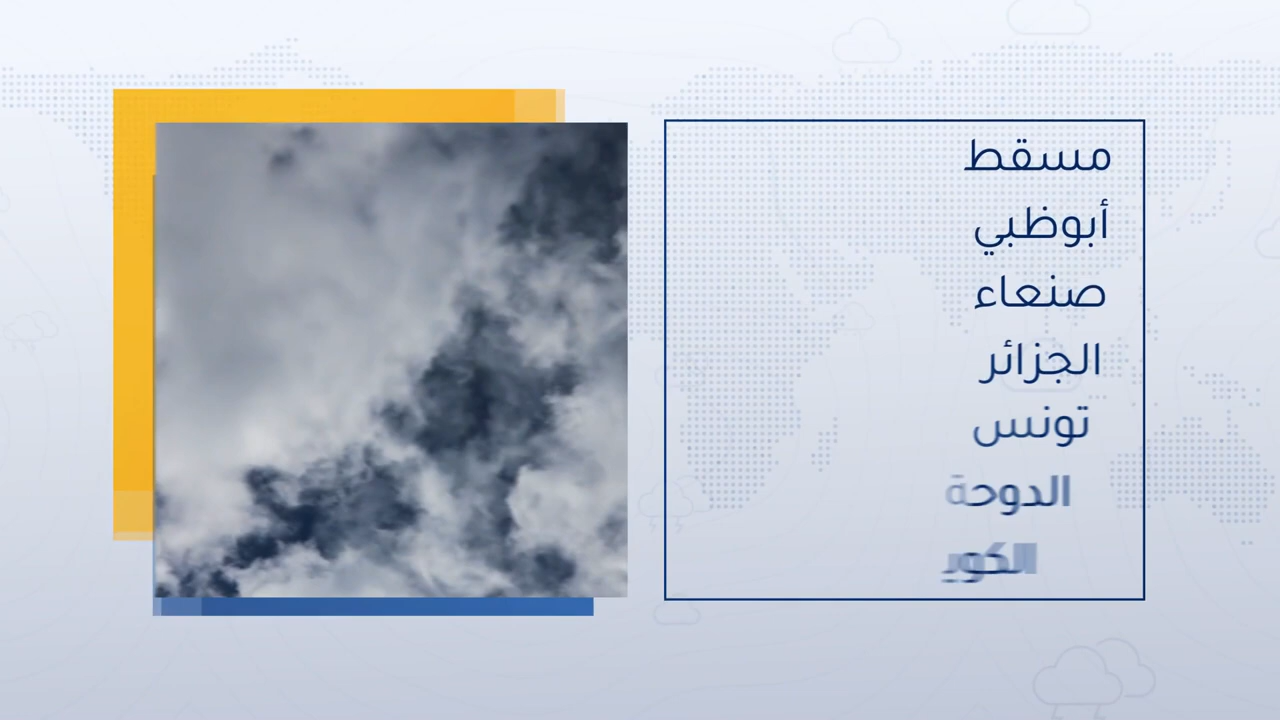 مسقط
أبوظبي
صنعاء
الجزائر
تونس
الدوحة